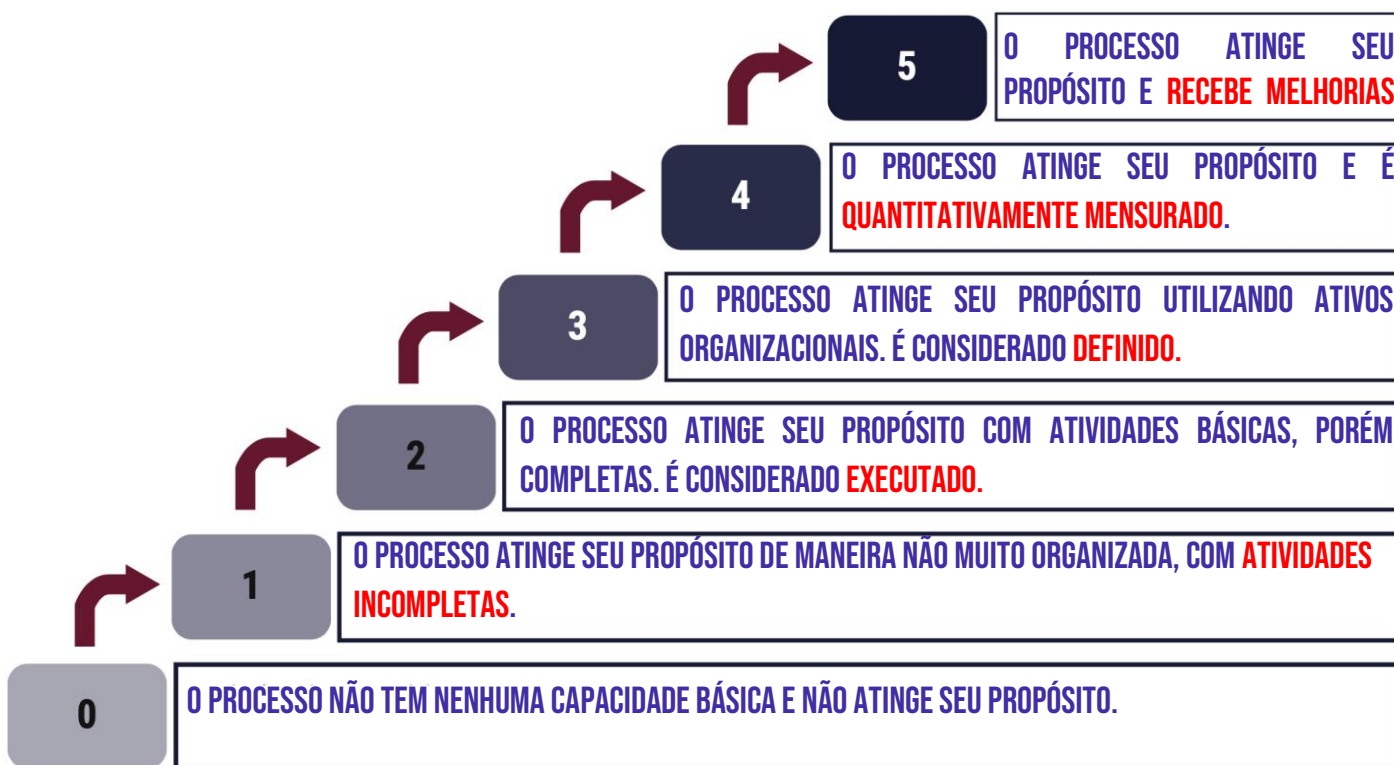 5
O PROCESSO ATINGE SEU
PROPÓSITO E RECEBE MELHORIAS
4
O PROCESSO ATINGE SEU PROPÓSITO E É
QUANTITATIVAMENTE MENSURADO.
3
O PROCESSO ATINGE SEU PROPÓSITO UTILIZANDO ATIVOS
ORGANIZACIONAIS. É CONSIDERADO DEFINIDO.
2
O PROCESSO ATINGE SEU PROPÓSITO COM ATIVIDADES BÁSICAS, PORÉM
COMPLETAS. É CONSIDERADO EXECUTADO.
1
O PROCESSO ATINGE SEU PROPÓSITO DE MANEIRA NÃO MUITO ORGANIZADA, COM ATIVIDADES
INCOMPLETAS.
0
O PROCESSO NÃO TEM NENHUMA CAPACIDADE BÁSICA E NÃO ATINGE SEU PROPÓSITO.